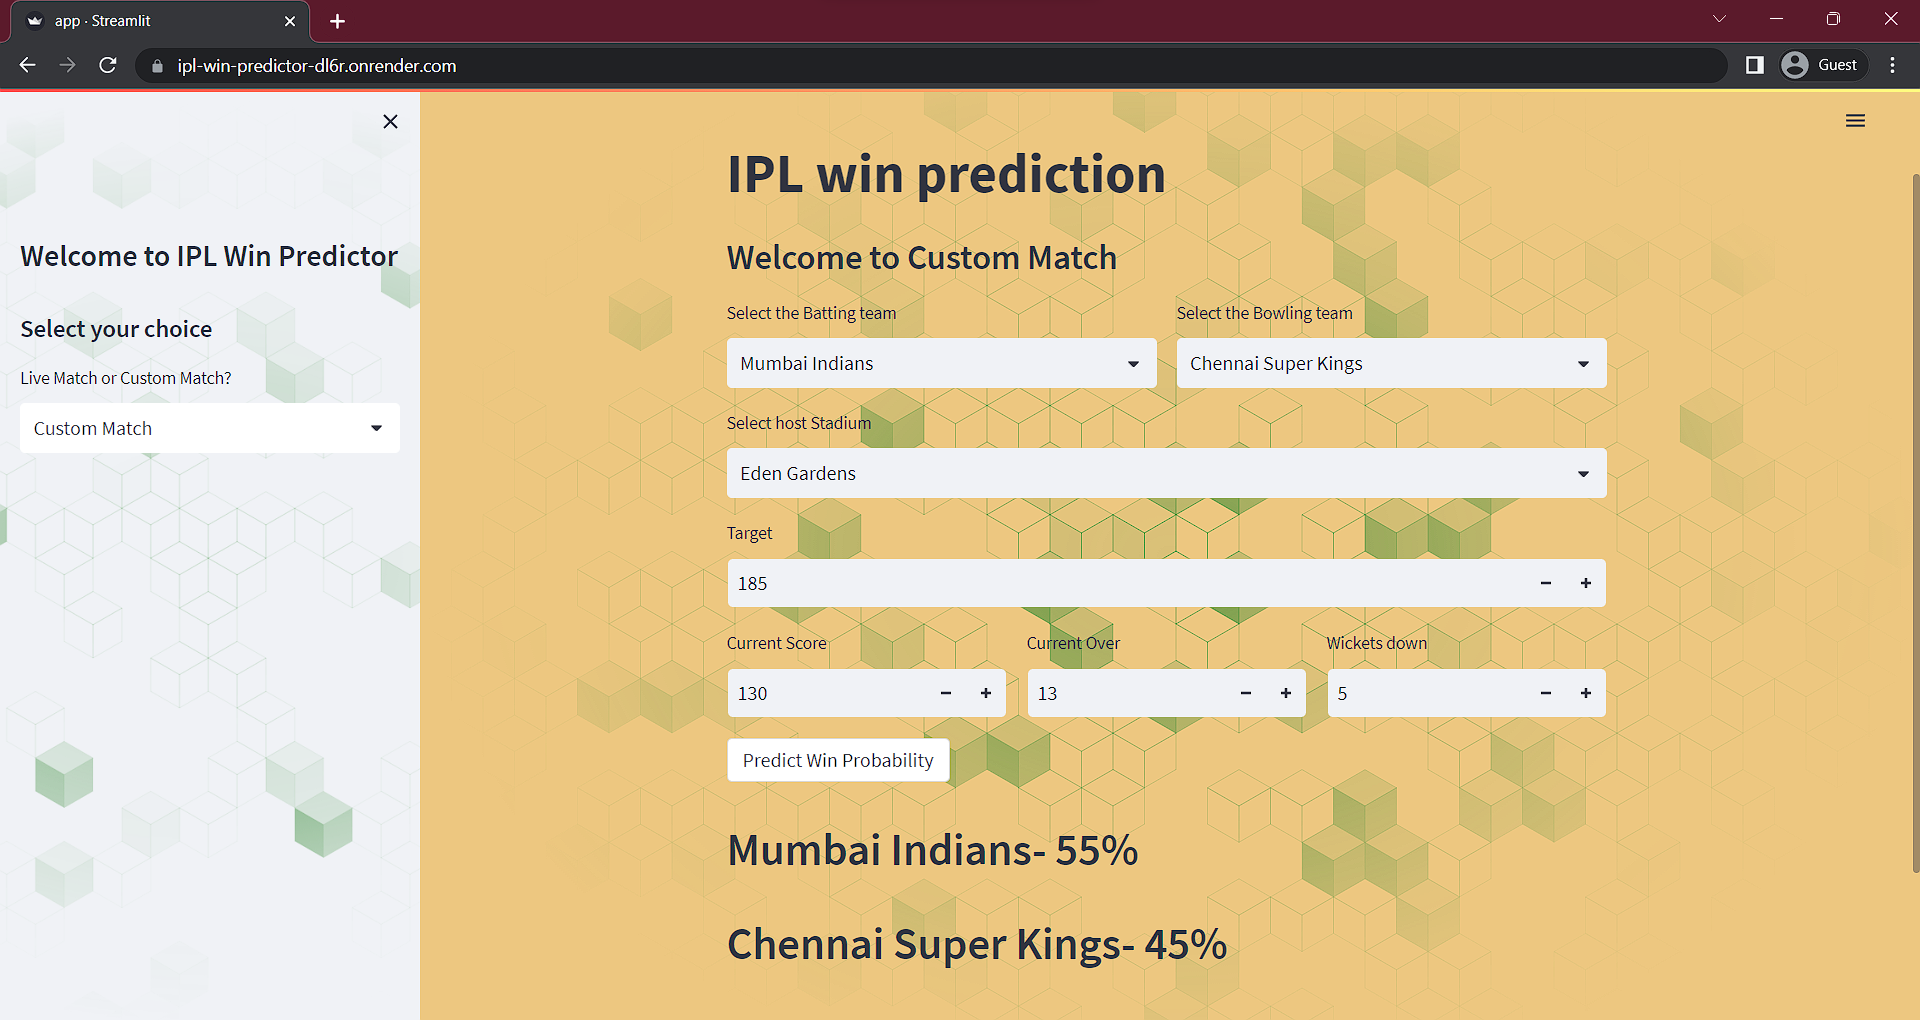 app · Streamlit
ipl-win-predictor-dl6r.onrender.com
Guest
Welcome to IPL Win Predictor
Select your choice
Live Match or Custom Match?
Custom Match
IPL win prediction
Welcome to Custom Match
Select the Batting team
Select the Bowling team
Mumbai Indians
Chennai Super Kings
Select host Stadium
Eden Gardens
Target
185
Current Score
Current Over
Wickets down
130
13
5
Predict Win Probability
Mumbai Indians- 55%
Chennai Super Kings- 45%